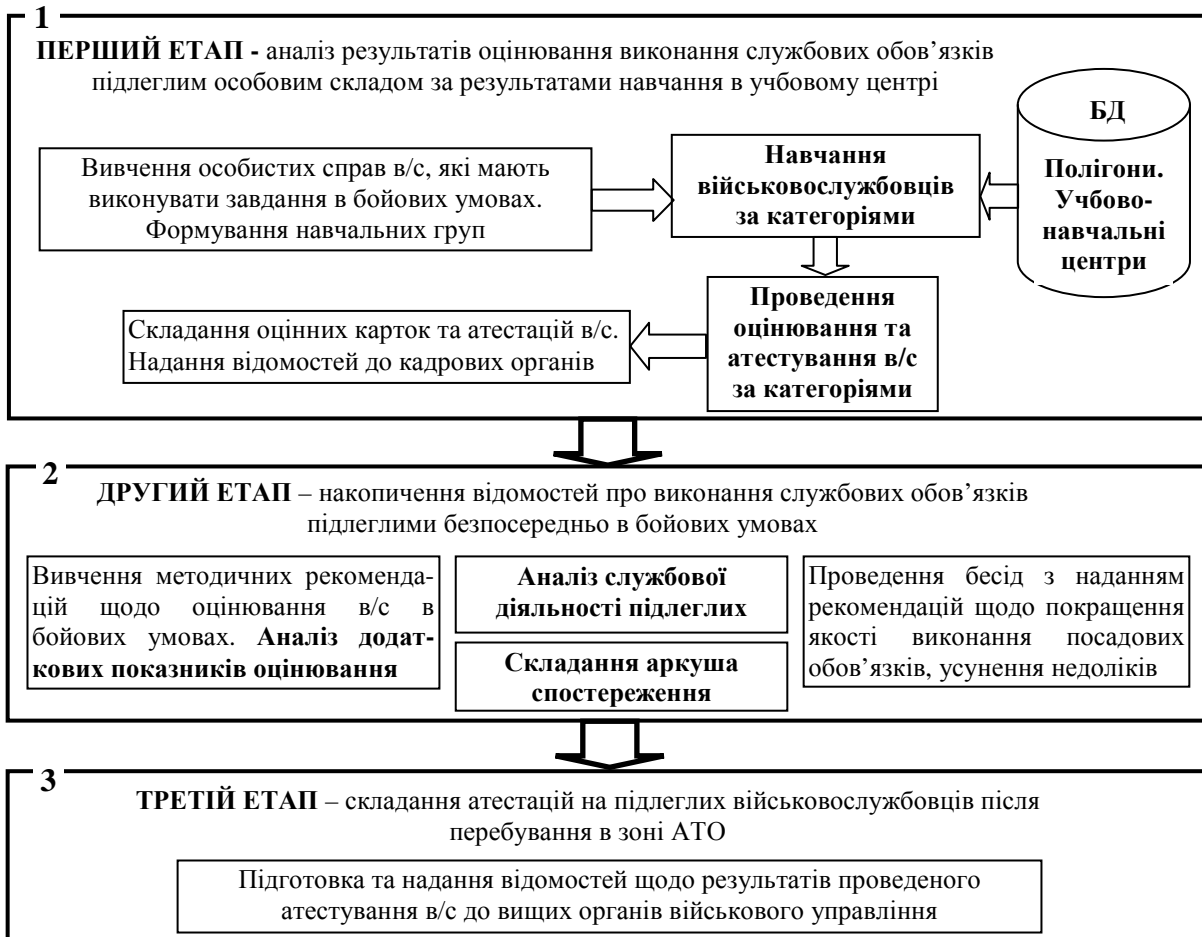 1
ПЕРШИЙ ЕТАП - аналіз результатів оцінювання виконання службових обов’язків
підлеглим особовим складом за результатами навчання в учбовому центрі
БД
Полігони.
Учбово-
навчальні
центри
Вивчення особистих справ в/с, які мають
виконувати завдання в бойових умовах.
Формування навчальних груп
Навчання
військовослужбовців
за категоріями
Складання оцінних карток та атестацій в/с.
Надання відомостей до кадрових органів
Проведення
оцінювання та
атестування в/с
за категоріями
2
ДРУГИЙ ЕТАП – накопичення відомостей про виконання службових обов’язків
підлеглими безпосередньо в бойових умовах
Вивчення методичних рекоменда-
цій щодо оцінювання в/с в
бойових умовах. Аналіз додат-
кових показників оцінювання
Аналіз службової
діяльності підлеглих
Складання аркуша
спостереження
Проведення бесід з наданням
рекомендацій щодо покращення
якості виконання посадових
обов’язків, усунення недоліків
3
ТРЕТІЙ ЕТАП – складання атестацій на підлеглих військовослужбовців після
перебування в зоні АТО
Підготовка та надання відомостей щодо результатів проведеного
атестування в/с до вищих органів військового управління